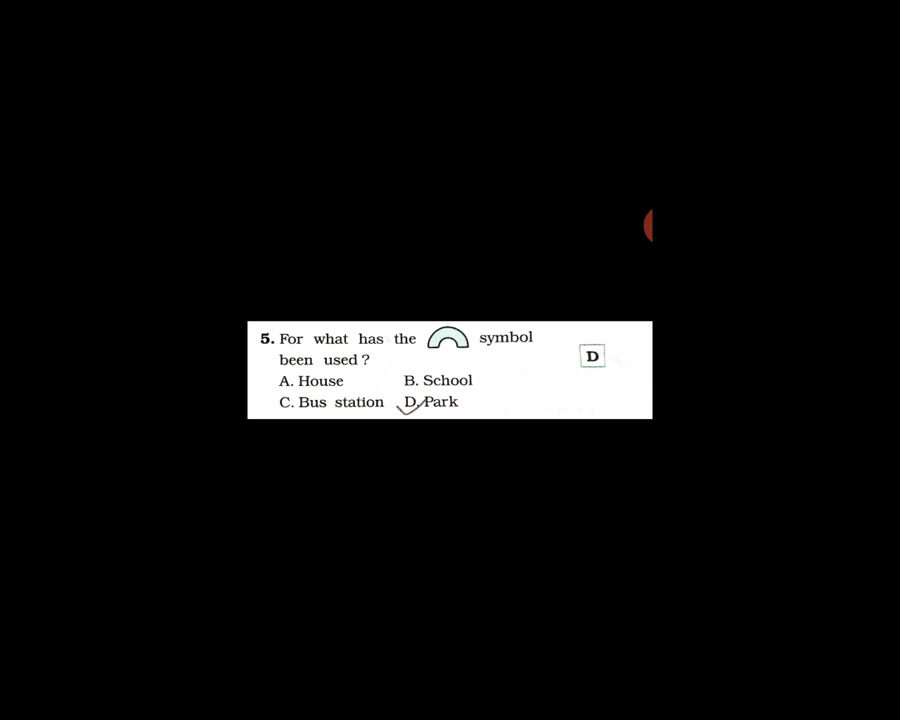 5. For what has the symbol
been used ?
D
A. House B. School
C. Bus station D. Park